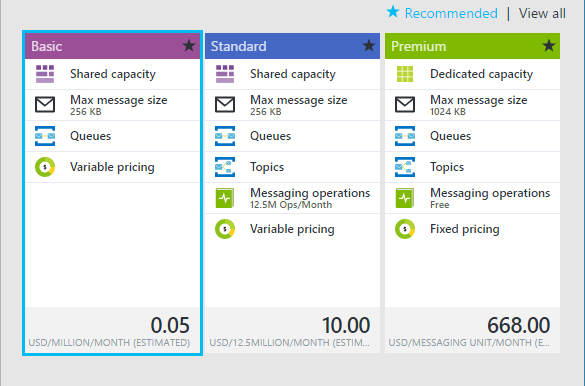 ★ Recommended | View all
Basic ★
Shared capacity
Max message size
256 KB
Queues
Variable pricing
0.05
USD/MILLION/MONTH (ESTIMATED)
Standard ★
Shared capacity
Max message size
256 KB
Queues
Topics
Messaging operations
12.5M Ops/Month
$ Variable pricing
10.00
USD/12.5MILLION/MONTH (ESTIM...
Premium ★
Dedicated capacity
Max message size
1024 KB
Queues
Topics
Messaging operations
Free
$ Fixed pricing
668.00
USD/MESSAGING UNIT/MONTH (E...